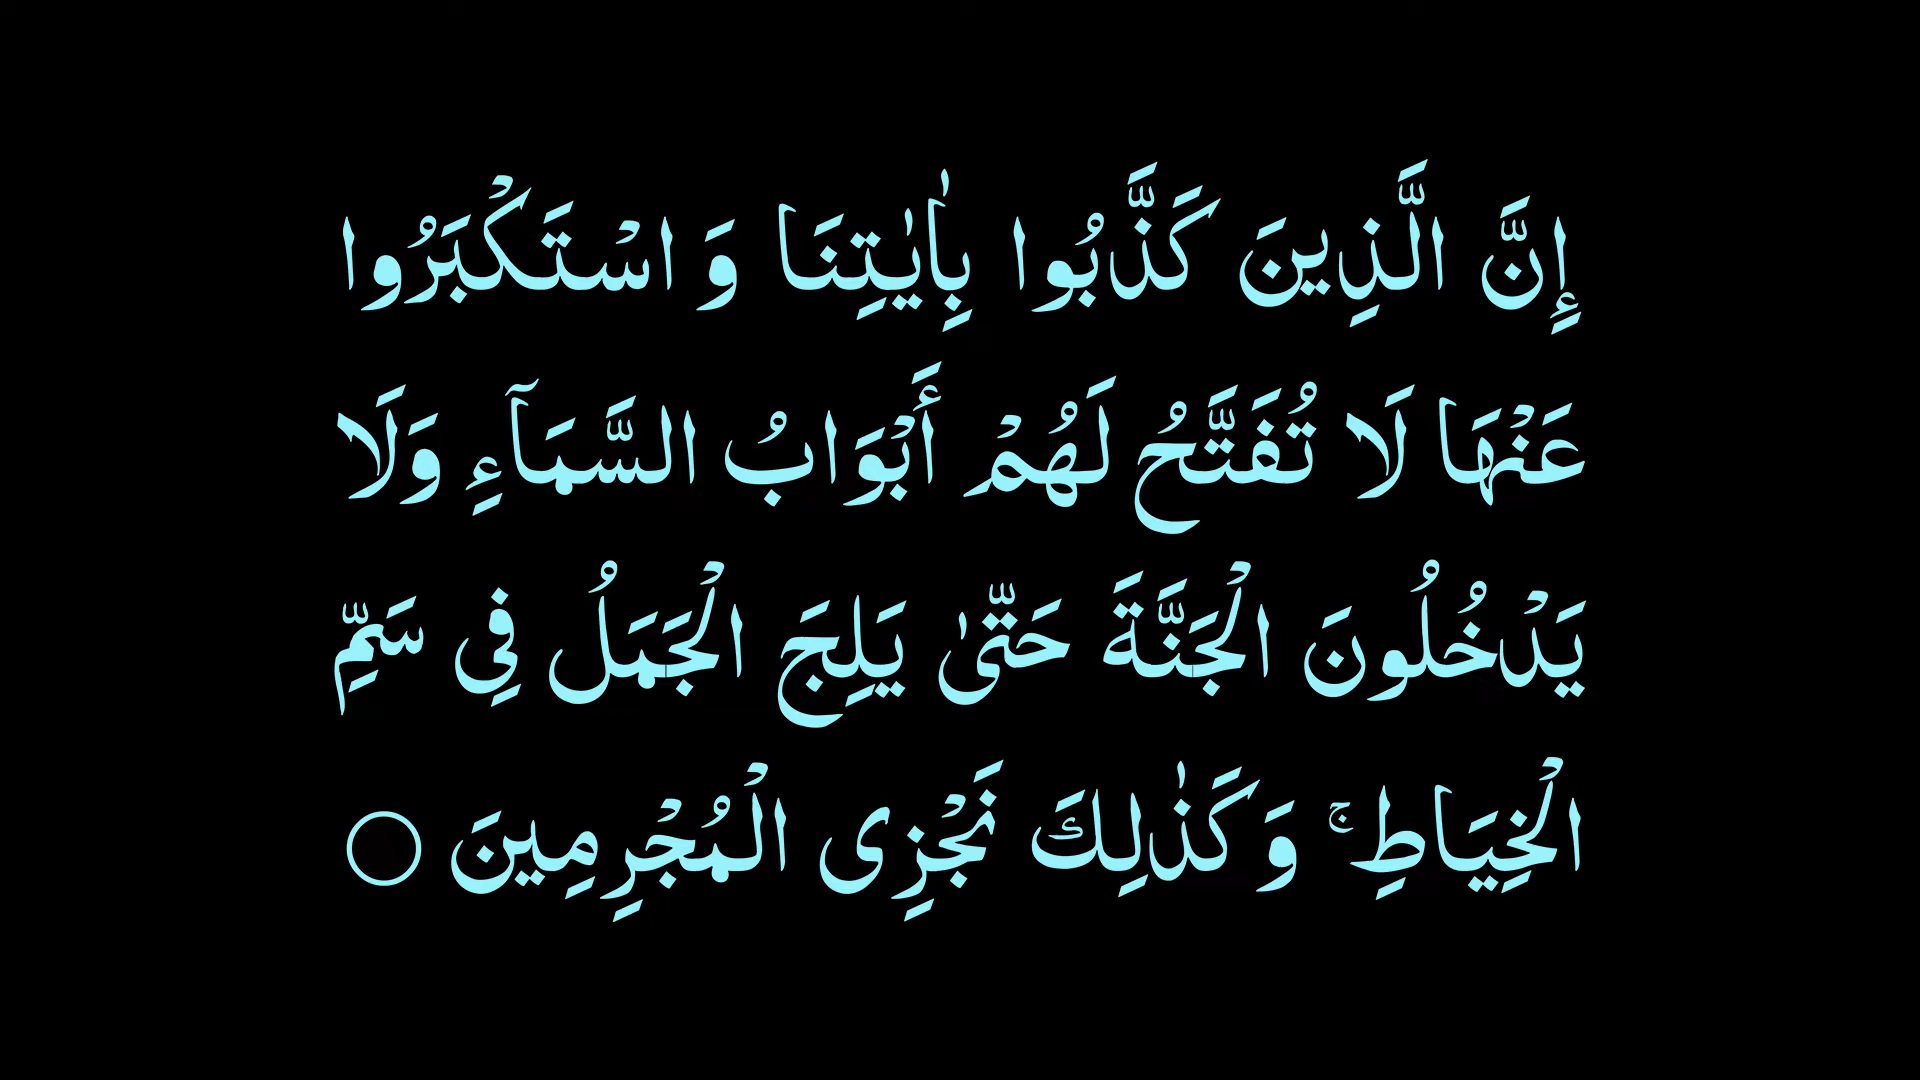 إِنَّ الَّذِينَ كَذَّبُوا بِاٰيٰتِنَا وَ اسْتَكْبَرُوا
عَنْهَا لَا تُفَتَّحُ لَهُمْ أَبْوَابُ السَّمَآءِ وَلَا
يَدْخُلُونَ الْجَنَّةَ حَتّٰى يَلِجَ الْجَمَلُ فِي سَمِّ
الْخِيَاطِ ۚ وَكَذٰلِكَ نَجْزِى الْمُجْرِمِينَ ○